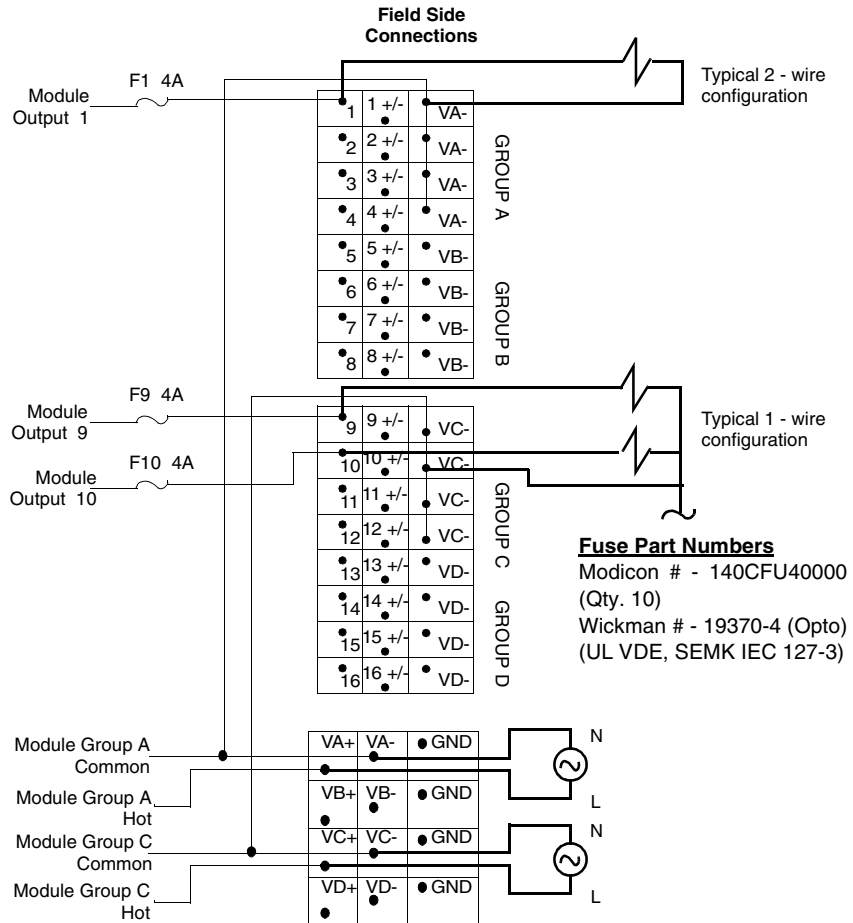 Field Side
Connections
F1 4A
Module
Output 1
Typical 2 - wire
configuration
1 1 +/- VA-
2 2 +/- VA-
3 3 +/- VA-
4 4 +/- VA-
GROUP A
5 5 +/- VB-
6 6 +/- VB-
7 7 +/- VB-
8 8 +/- VB-
GROUP B
F9 4A
Module
Output 9
F10 4A
Module
Output 10
Typical 1 - wire
configuration
9 9 +/- VC-
10 10 +/- VC-
11 11 +/- VC-
12 12 +/- VC-
GROUP C
13 13 +/- VD-
14 14 +/- VD-
15 15 +/- VD-
16 16 +/- VD-
GROUP D
Fuse Part Numbers
Modicon # - 140CFU40000
(Qty. 10)
Wickman # - 19370-4 (Opto)
(UL VDE, SEMK IEC 127-3)
Module Group A
Common
Module Group A
Hot
Module Group C
Common
Module Group C
Hot
VA+ VA- GND
VB+ VB- GND
VC+ VC- GND
VD+ VD- GND
N
L
N
L